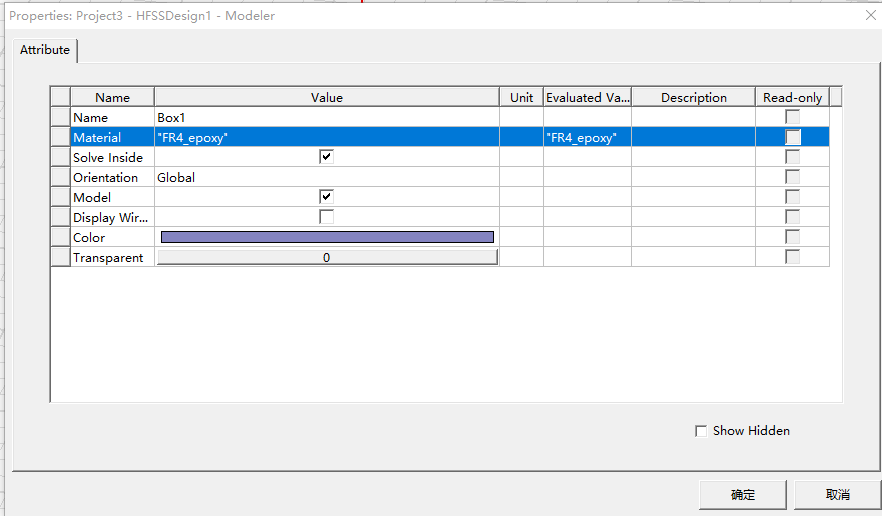 Properties: Project3 - HFSSDesign1 - Modeler
Attribute
Name Value Unit Evaluated Va... Description Read-only
Name Box1
Material "FR4_epoxy" "FR4_epoxy"
Solve Inside
Orientation Global
Model
Display Wir...
Color
Transparent 0
Show Hidden
确定 取消